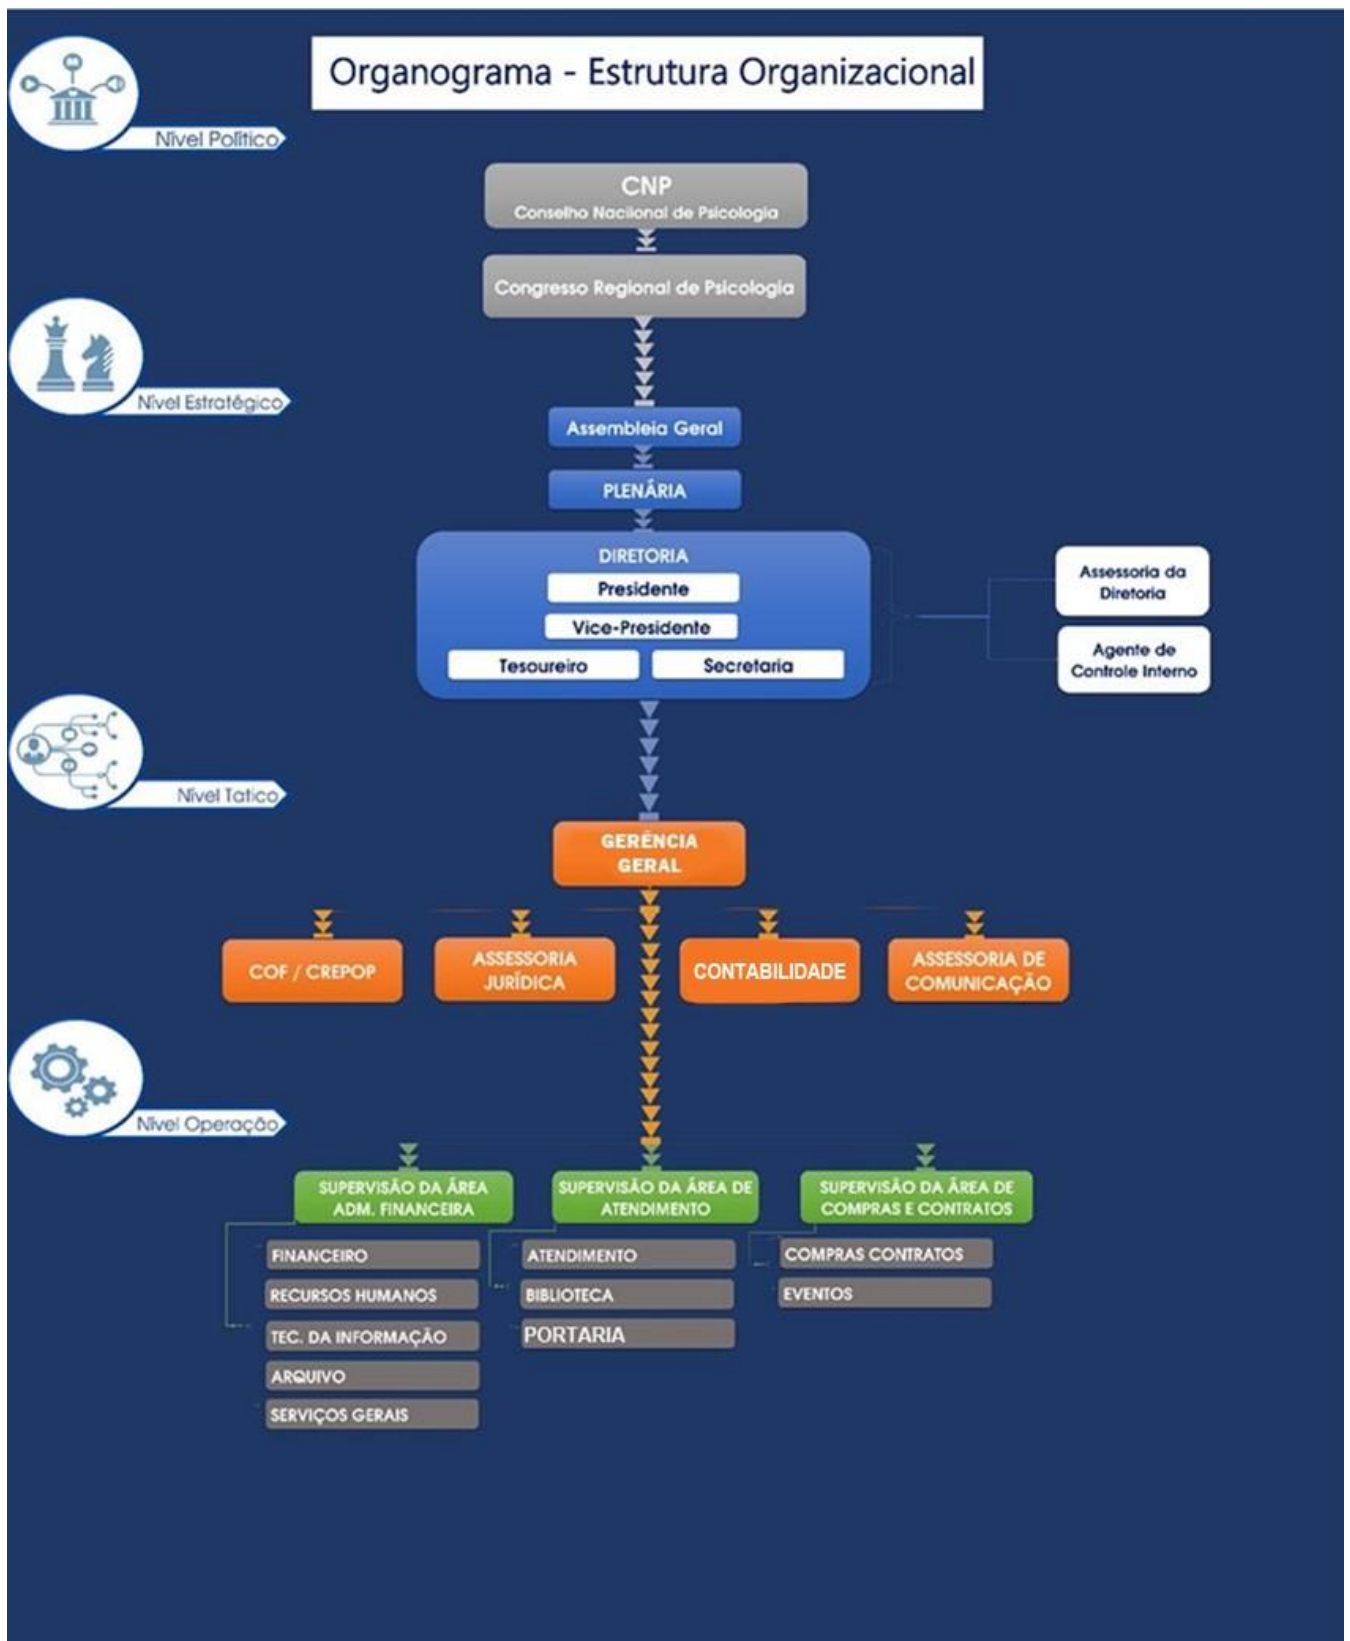 Organograma - Estrutura Organizacional
Nível Político
CNP
Conselho Naciional de Psicologia
Congresso Regional de Psicologia
Nível Estratégico
Assembleia Geral
PLENÁRIA
DIRETORIA
Presidente
Vice-Presidente
Tesoureiro
Secretaria
Assessoria da
Diretoria
Agente de
Controle Interno
Nível Tatico
GERÊNCIA
GERAL
COF / CREPOP
ASSESSORIA
JURÍDICA
CONTABILIDADE
ASSESSORIA DE
COMUNICAÇÃO
Nível Operação
SUPERVISÃO DA ÁREA
ADM. FINANCEIRA
FINANCEIRO
RECURSOS HUMANOS
TEC. DA INFORMAÇÃO
ARQUIVO
SERVIÇOS GERAIS
SUPERVISÃO DA ÁREA DE
ATENDIMENTO
ATENDIMENTO
BIBLIOTECA
PORTARIA
SUPERVISÃO DA ÁREA DE
COMPRAS E CONTRATOS
COMPRAS CONTRATOS
EVENTOS